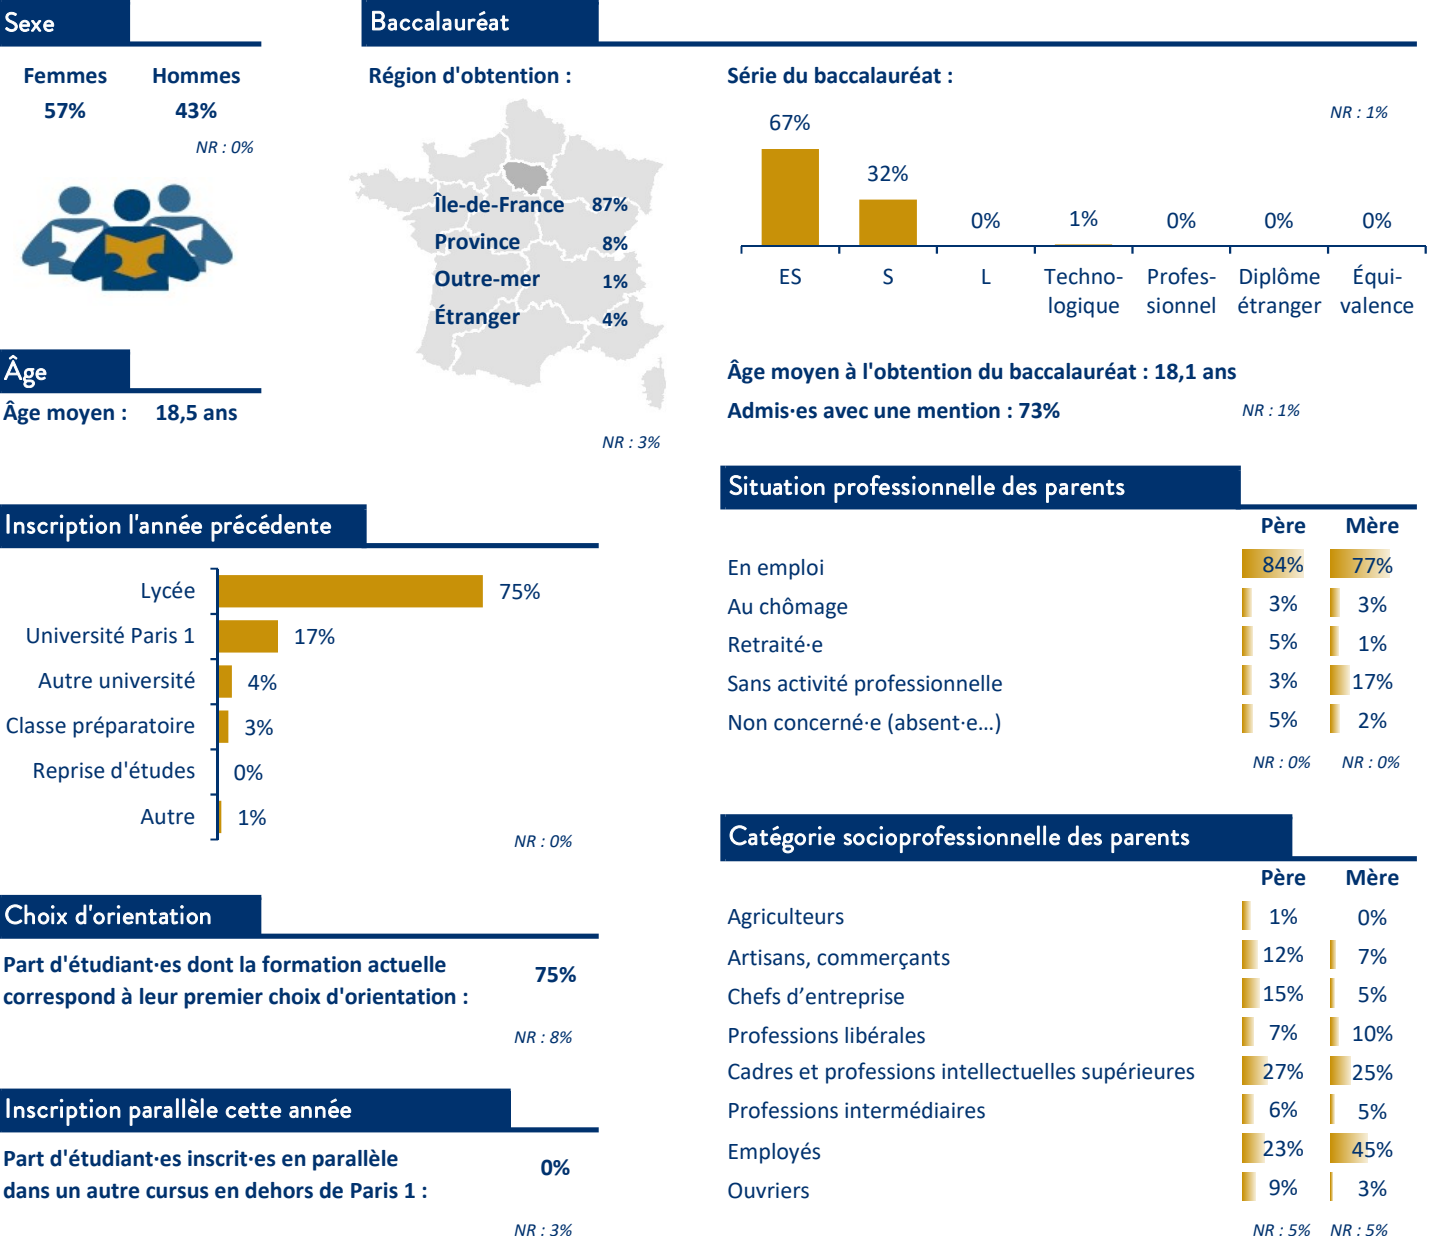 Sexe
Femmes Hommes
57% 43%
NR : 0%
Âge
Âge moyen : 18,5 ans
Baccalauréat
Région d'obtention :
Île-de-France 87%
Province 8%
Outre-mer 1%
Étranger 4%
NR : 3%
Série du baccalauréat :
NR : 1%
67% 32% 0% 1% 0% 0% 0%
ES S L Techno- Profes- Diplôme Équi-
logique sionnel étranger valence
Âge moyen à l'obtention du baccalauréat : 18,1 ans
Admis·es avec une mention : 73% NR : 1%
Inscription l'année précédente
Lycée 75%
Université Paris 1 17%
Autre université 4%
Classe préparatoire 3%
Reprise d'études 0%
Autre 1%
NR : 0%
Choix d'orientation
Part d'étudiant·es dont la formation actuelle
correspond à leur premier choix d'orientation : 75%
NR : 8%
Inscription parallèle cette année
Part d'étudiant·es inscrit·es en parallèle
dans un autre cursus en dehors de Paris 1 : 0%
NR : 3%
Situation professionnelle des parents
Père Mère
En emploi 84% 77%
Au chômage 3% 3%
Retraité·e 5% 1%
Sans activité professionnelle 3% 17%
Non concerné·e (absent·e…) 5% 2%
NR : 0% NR : 0%
Catégorie socioprofessionnelle des parents
Père Mère
Agriculteurs 1% 0%
Artisans, commerçants 12% 7%
Chefs d’entreprise 15% 5%
Professions libérales 7% 10%
Cadres et professions intellectuelles supérieures 27% 25%
Professions intermédiaires 6% 5%
Employés 23% 45%
Ouvriers 9% 3%
NR : 5% NR : 5%